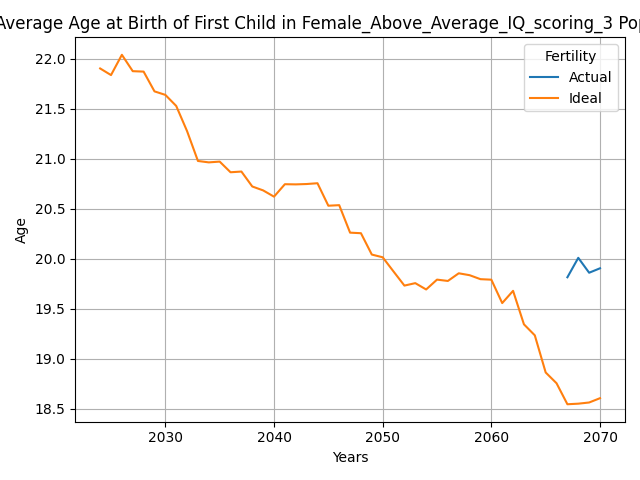 Average Age at Birth of First Child in Female_Above_Average_IQ_scoring_3 Po
22.0
21.5
21.0
20.5
20.0
19.5
19.0
18.5
Age
Fertility
Actual
Ideal
2030 2040 2050 2060 2070
Years